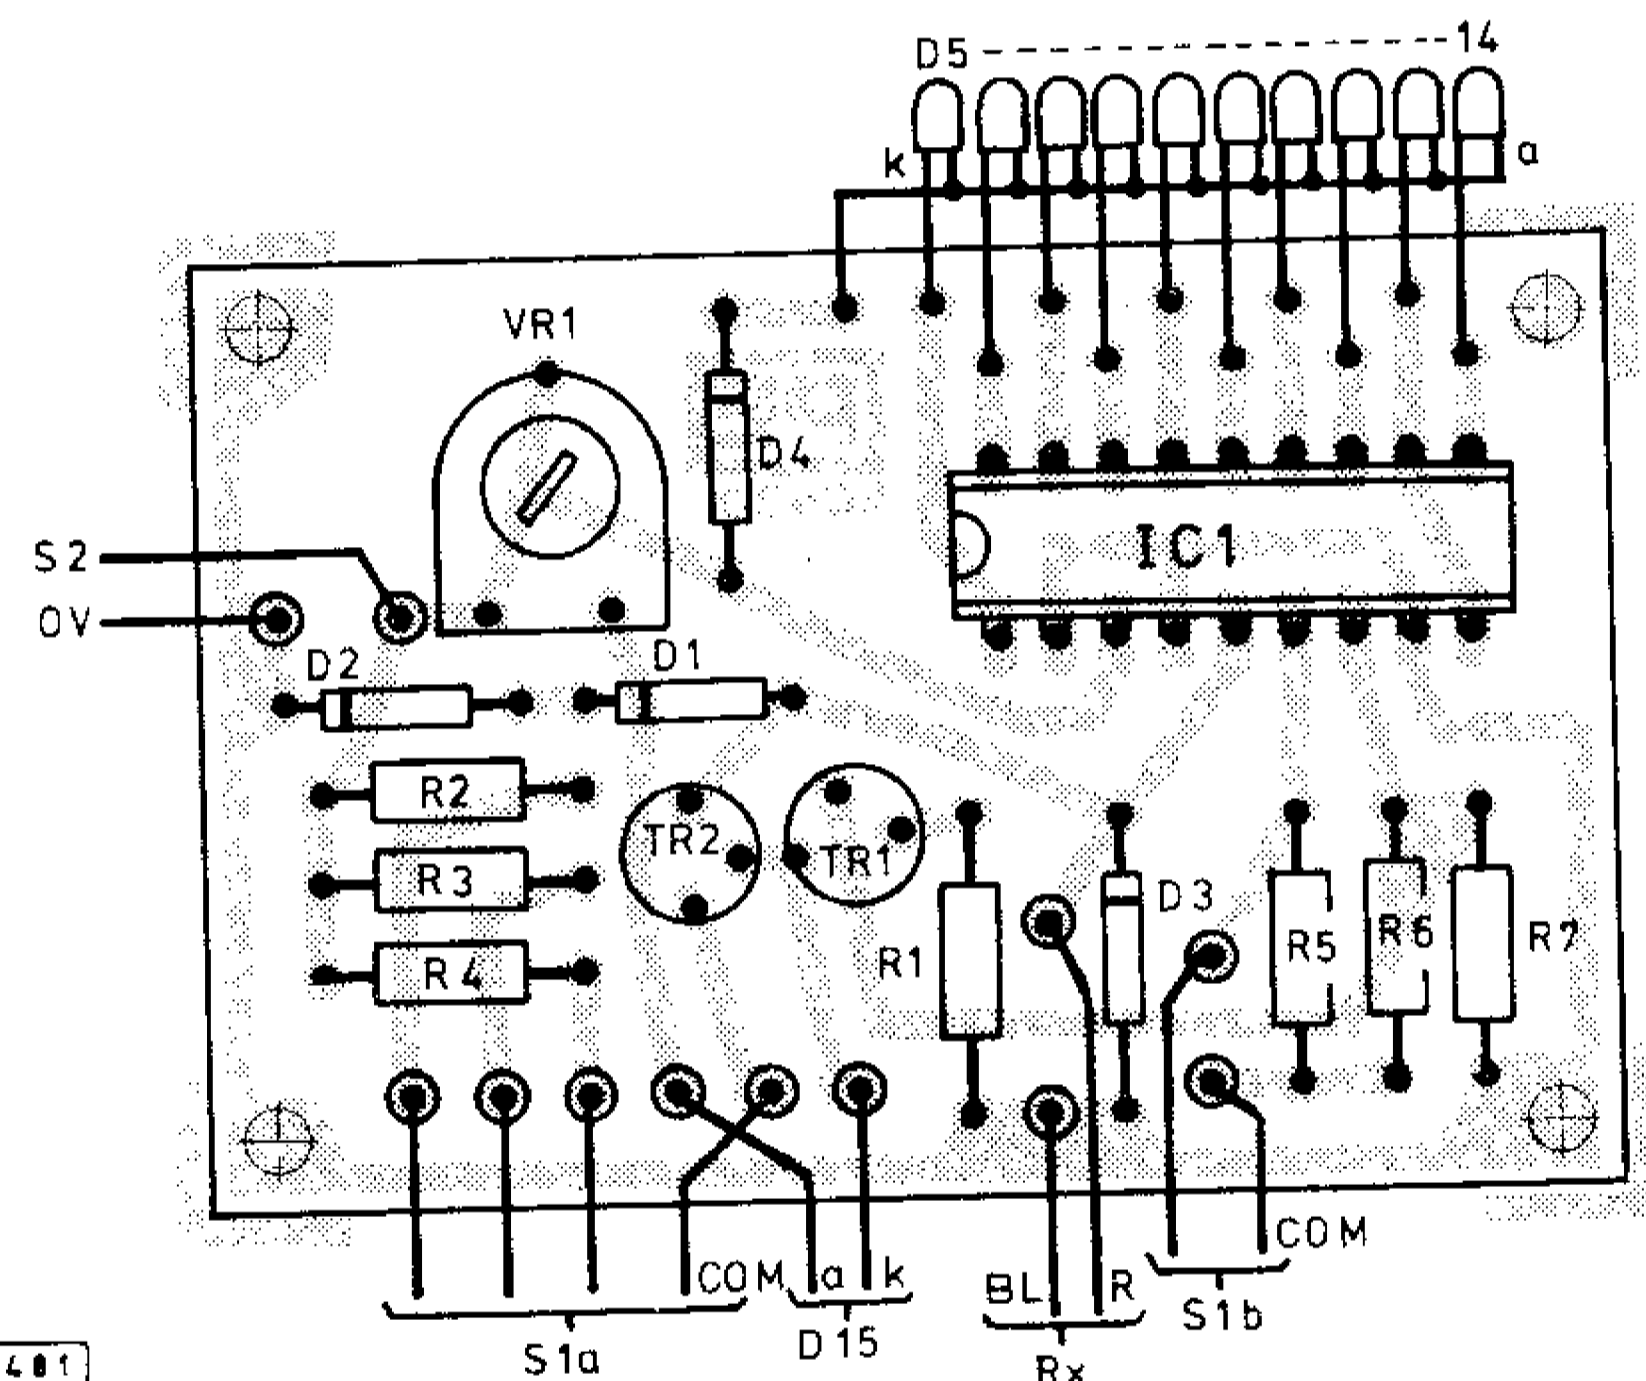 D5 14
k a
VR1
D4
IC1
S2
0V
D2 D1
R2
TR2 TR1
R3
D3
R1 R5 R6 R7
R4
COM
COM a k BL R
S1b
S1a D15 Rx
401